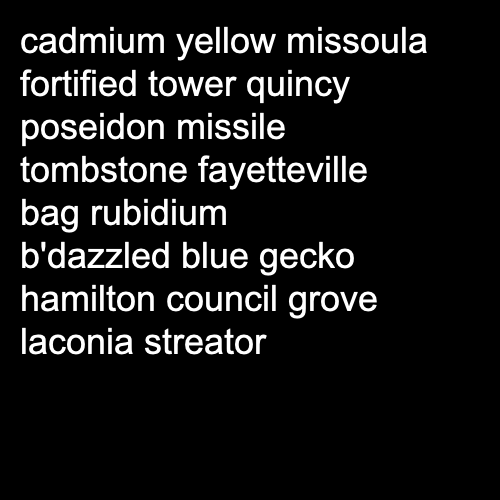 cadmium yellow missoula
fortified tower quincy
poseidon missile
tombstone fayetteville
bag rubidium
b'dazzled blue gecko
hamilton council grove
laconia streator